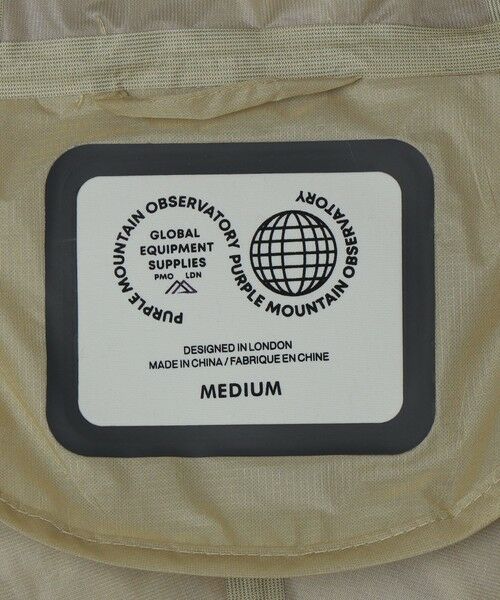 PURPLE MOUNTAIN OBSERVATORY
PURPLE MOUNTAIN OBSERVATORY
GLOBAL
EQUIPMENT
SUPPLIES
PMO LDN
DESIGNED IN LONDON
MADE IN CHINA / FABRIQUE EN CHINE
MEDIUM